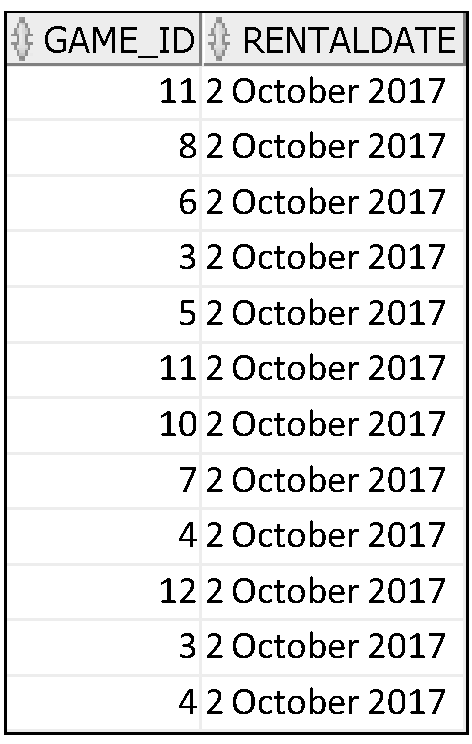 GAME_ID RENTALDATE
11 2 October 2017
8 2 October 2017
6 2 October 2017
3 2 October 2017
5 2 October 2017
11 2 October 2017
10 2 October 2017
7 2 October 2017
4 2 October 2017
12 2 October 2017
3 2 October 2017
4 2 October 2017